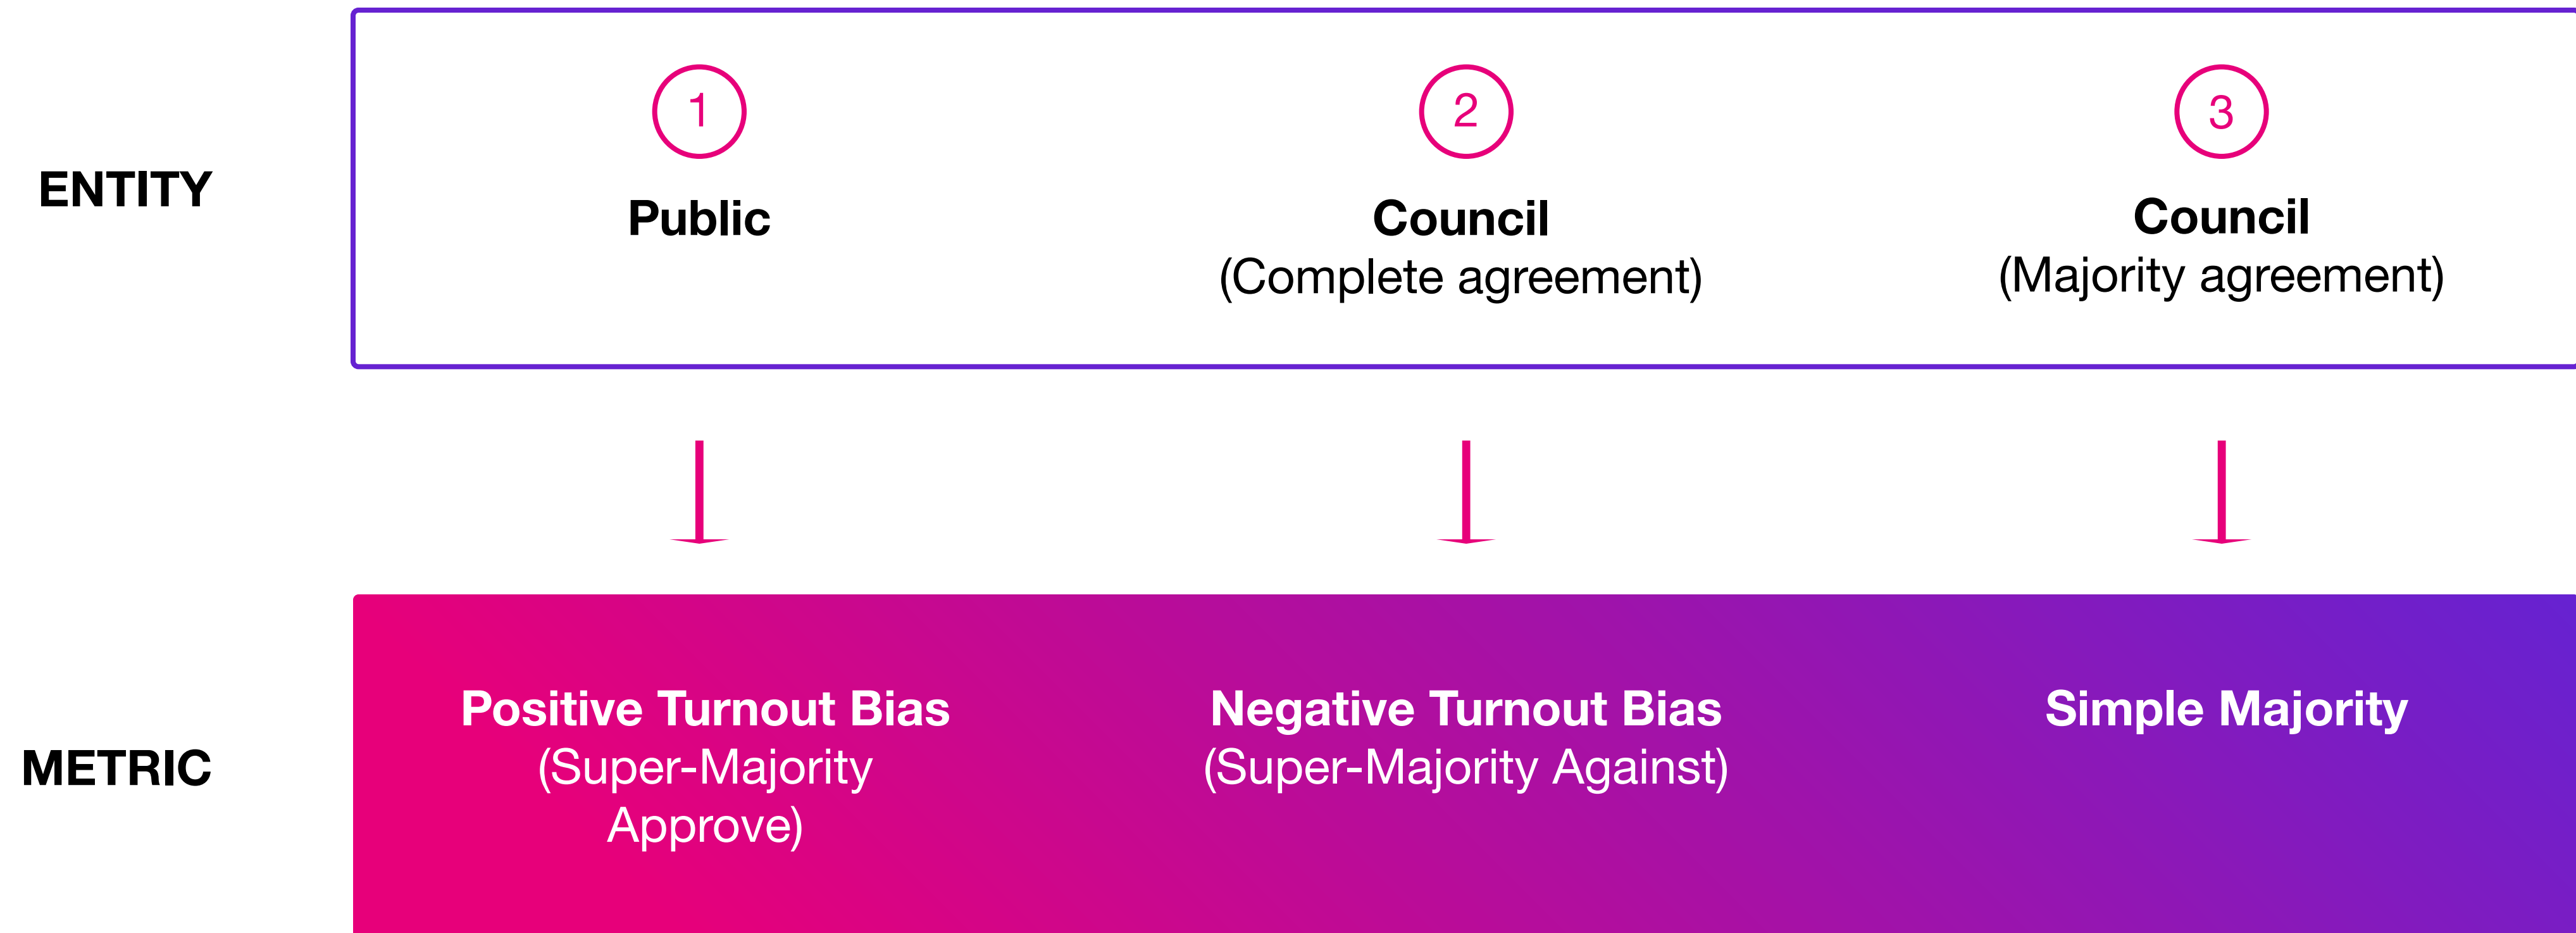 ENTITY
1
Public
2
Council
(Complete agreement)
3
Council
(Majority agreement)
METRIC
Positive Turnout Bias
(Super-Majority
Approve)
Negative Turnout Bias
(Super-Majority Against)
Simple Majority